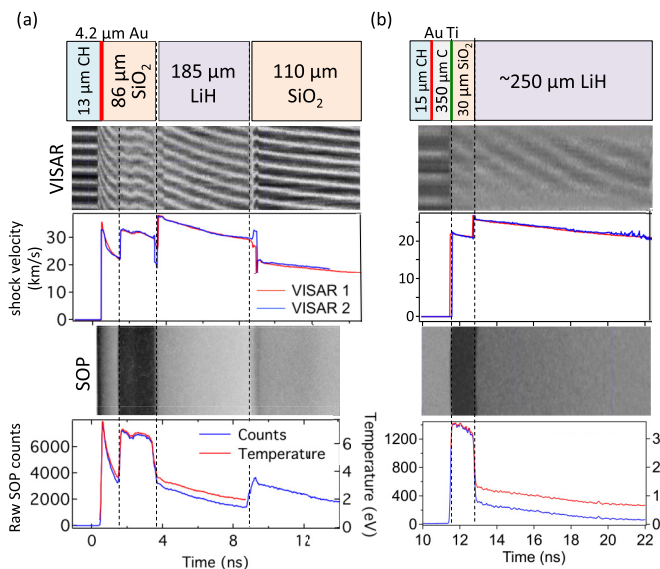 (a)
4.2 μm Au
13 μm CH
86 μm
SiO2
185 μm
LiH
110 μm
SiO2
VISAR
shock velocity
(km/s)
30
20
10
0
VISAR 1
VISAR 2
SOP
Raw SOP counts
6000
4000
2000
0
Counts
Temperature
6
4
2
0
Temperature (eV)
0
4
8
12
Time (ns)
(b)
Au Ti
15 μm CH
350 μm C
30 μm SiO2
~250 μm LiH
20
10
0
1200
800
400
0
3
2
1
0
10
12
14
16
18
20
22
Time (ns)